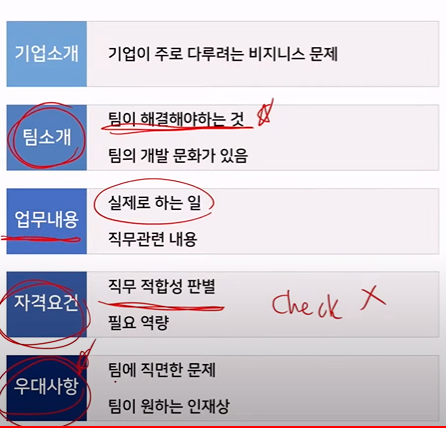 기업소개
기업이 주로 다루려는 비지니스 문제
팀소개
팀이 해결해야하는 것
팀의 개발 문화가 있음
업무내용
실제로 하는 일
직무관련 내용
자격요건
직무 적합성 판별
필요 역량
check X
우대사항
팀에 직면한 문제
팀이 원하는 인재상